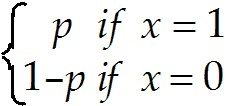 p if x = 1
1–p if x = 0